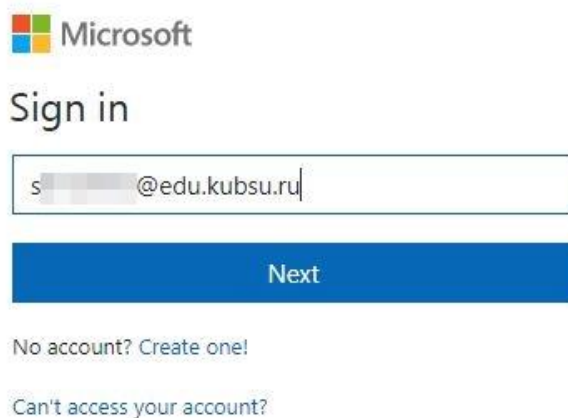 Microsoft
Sign in
s @edu.kubsu.ru
Next
No account? Create one!
Can't access your account?